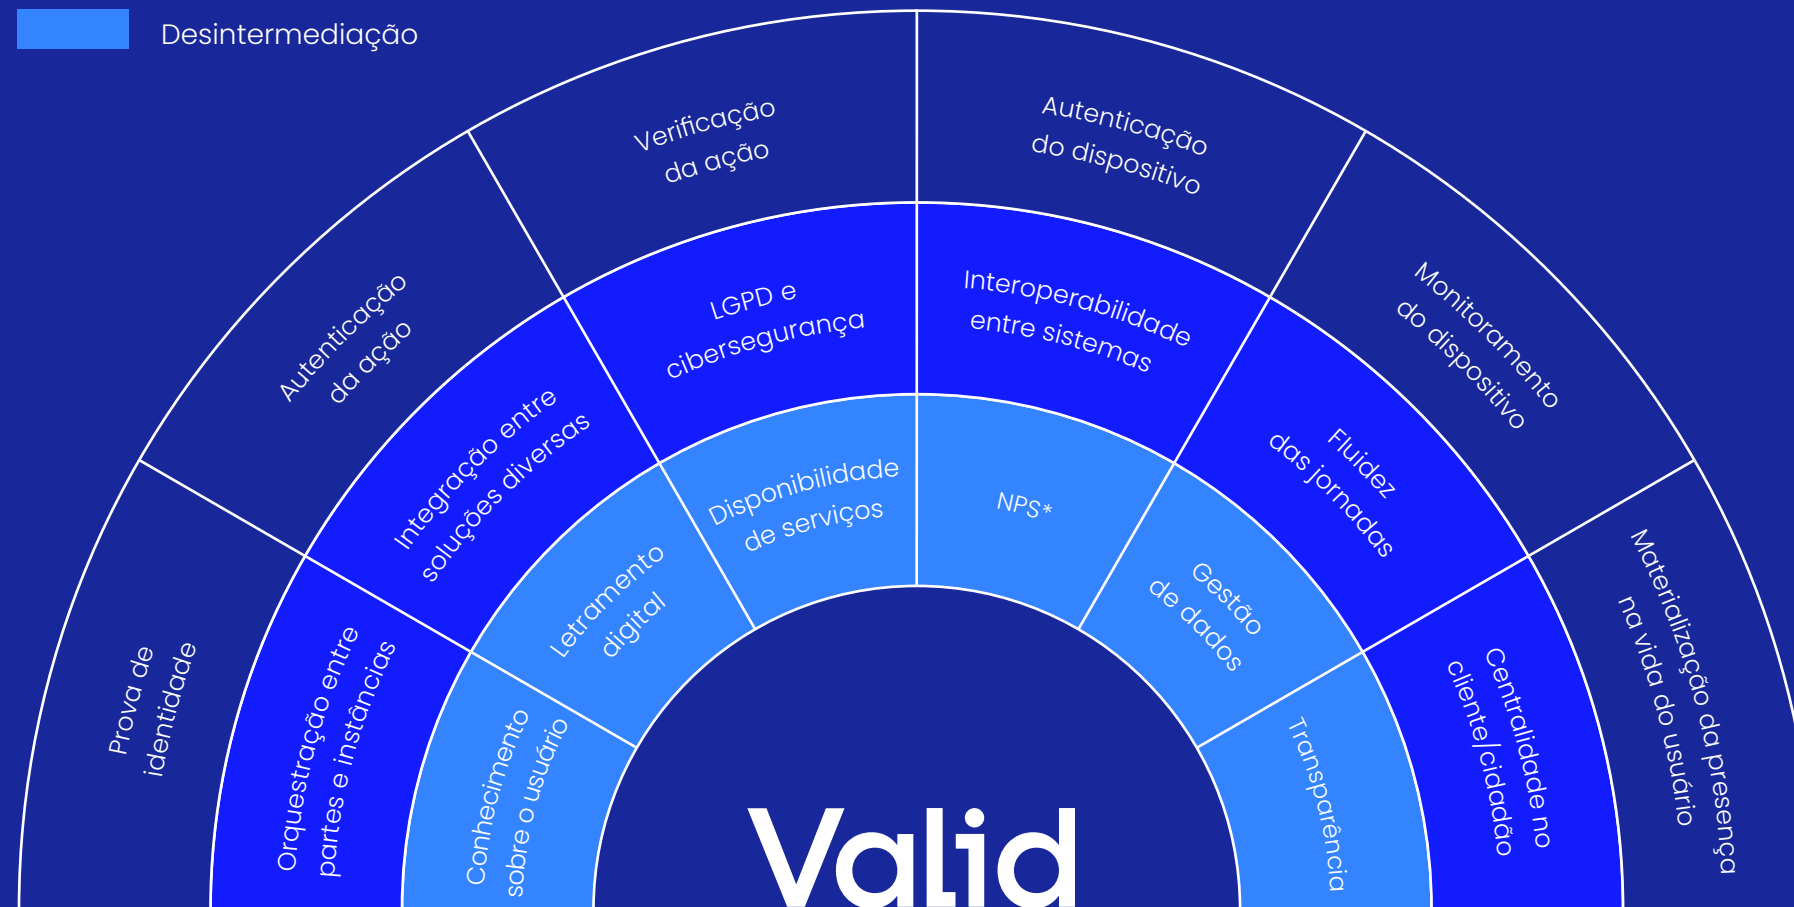 Desintermediação
Prova de
identidade
Autenticação
da ação
Verificação
da ação
Autenticação
do dispositivo
Monitoramento
do dispositivo
Materialização da presença
na vida do usuário
Orquestração entre
partes e instâncias
Integração entre
soluções diversas
LGPD e
cibersegurança
Interoperabilidade
entre sistemas
Fluidez
das jornadas
Centralidade no
cliente/cidadão
Conhecimento
sobre o usuário
Letramento
digital
Disponibilidade
de serviços
NPS*
Gestão
de dados
Transparência
Valid